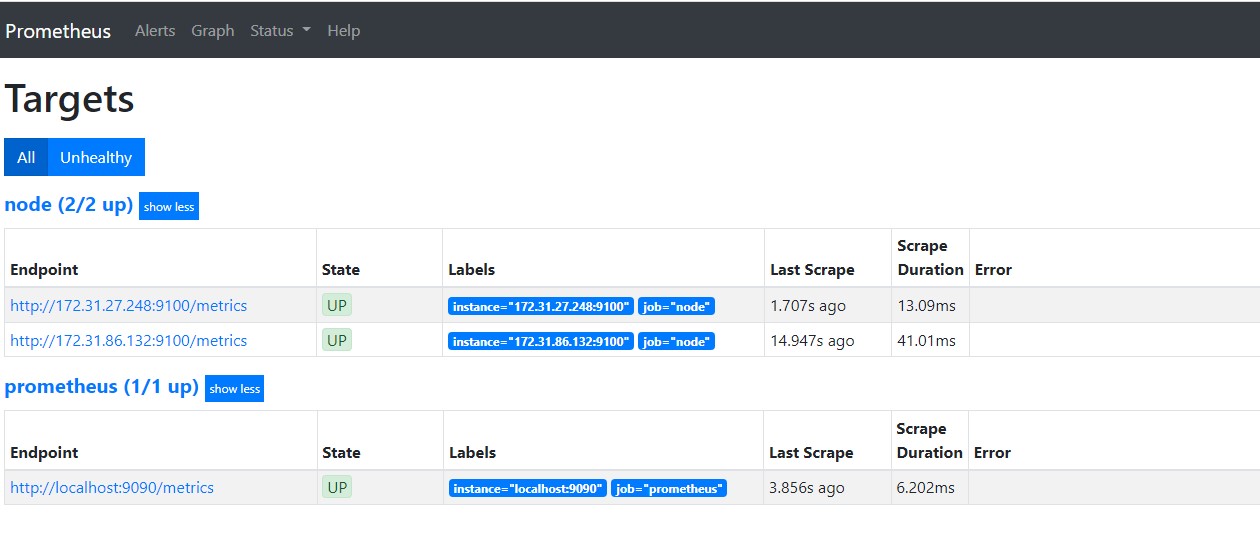 Prometheus Alerts Graph Status Help
Targets
All Unhealthy
node (2/2 up) show less
Endpoint State Labels Last Scrape Scrape Duration Error
http://172.31.27.248:9100/metrics UP instance="172.31.27.248:9100" job="node" 1.707s ago 13.09ms
http://172.31.86.132:9100/metrics UP instance="172.31.86.132:9100" job="node" 14.947s ago 41.01ms
prometheus (1/1 up) show less
Endpoint State Labels Last Scrape Scrape Duration Error
http://localhost:9090/metrics UP instance="localhost:9090" job="prometheus" 3.856s ago 6.202ms